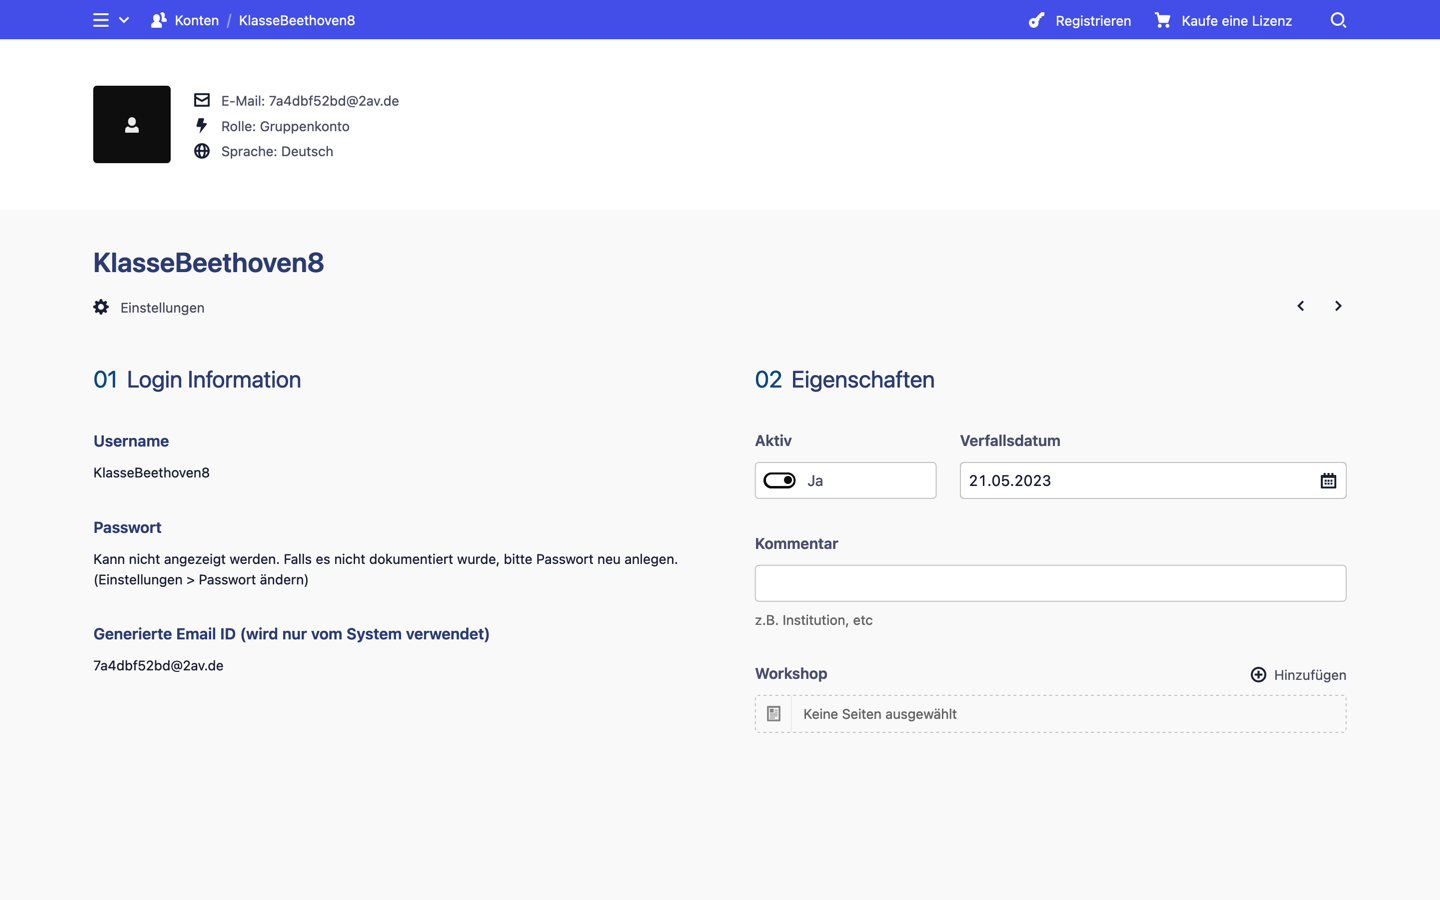 Konten / KlasseBeethoven8
Registrieren
Kaufe eine Lizenz
E-Mail: 7a4dbf52bd@2av.de
Rolle: Gruppenkonto
Sprache: Deutsch
KlasseBeethoven8
Einstellungen
01 Login Information
Username
KlasseBeethoven8
Passwort
Kann nicht angezeigt werden. Falls es nicht dokumentiert wurde, bitte Passwort neu anlegen.
(Einstellungen > Passwort ändern)
Generierte Email ID (wird nur vom System verwendet)
7a4dbf52bd@2av.de
02 Eigenschaften
Aktiv
Ja
Verfallsdatum
21.05.2023
Kommentar
z.B. Institution, etc
Workshop
Hinzufügen
Keine Seiten ausgewählt